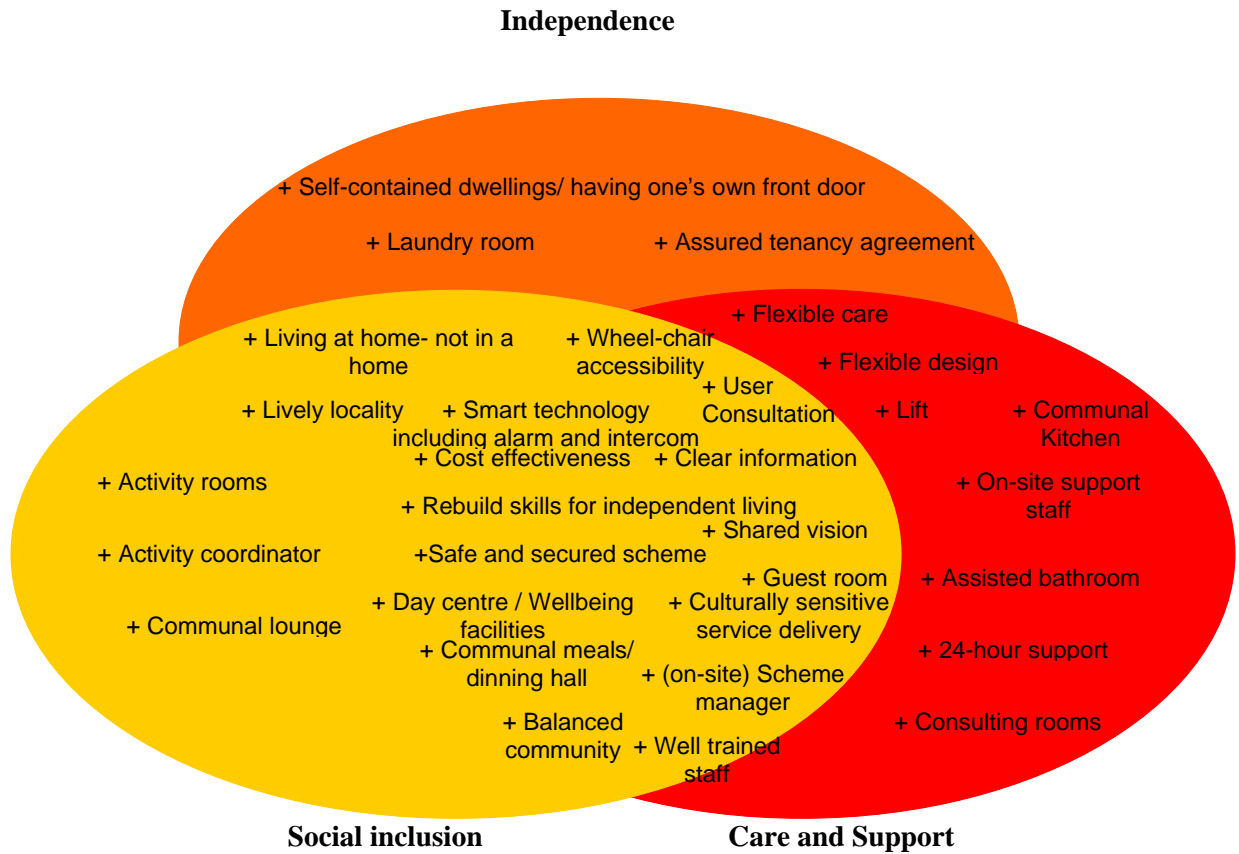 Independence
+ Self-contained dwellings/ having one's own front door
+ Laundry room
+ Assured tenancy agreement
+ Flexible care
+ Living at home- not in a
home
+ Wheel-chair
accessibility
+ Flexible design
+ User
Consultation
+ Lively locality
+ Smart technology
including alarm and intercom
+ Lift
+ Communal
Kitchen
+ Cost effectiveness
+ Clear information
+ Activity rooms
+ On-site support
staff
+ Rebuild skills for independent living
+ Shared vision
+ Activity coordinator
+Safe and secured scheme
+ Guest room
+ Assisted bathroom
+ Day centre / Wellbeing
facilities
+ Culturally sensitive
service delivery
+ Communal lounge
+ Communal meals/
dinning hall
+ 24-hour support
+ (on-site) Scheme
manager
+ Balanced
community
+ Well trained
staff
+ Consulting rooms
Social inclusion
Care and Support